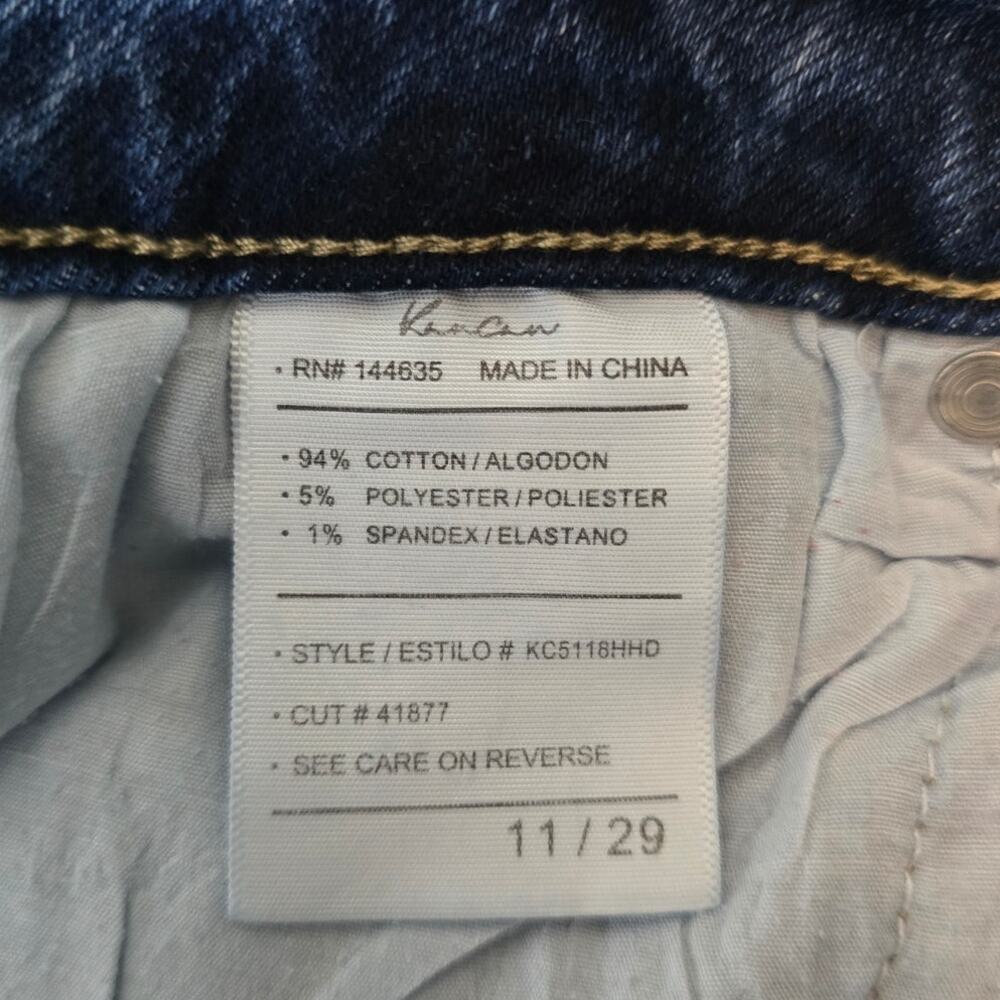 Kancan
• RN# 144635 MADE IN CHINA
• 94% COTTON / ALGODON
• 5% POLYESTER / POLIESTER
• 1% SPANDEX / ELASTANO
• STYLE / ESTILO # KC5118HHD
• CUT # 41877
• SEE CARE ON REVERSE
11 / 29